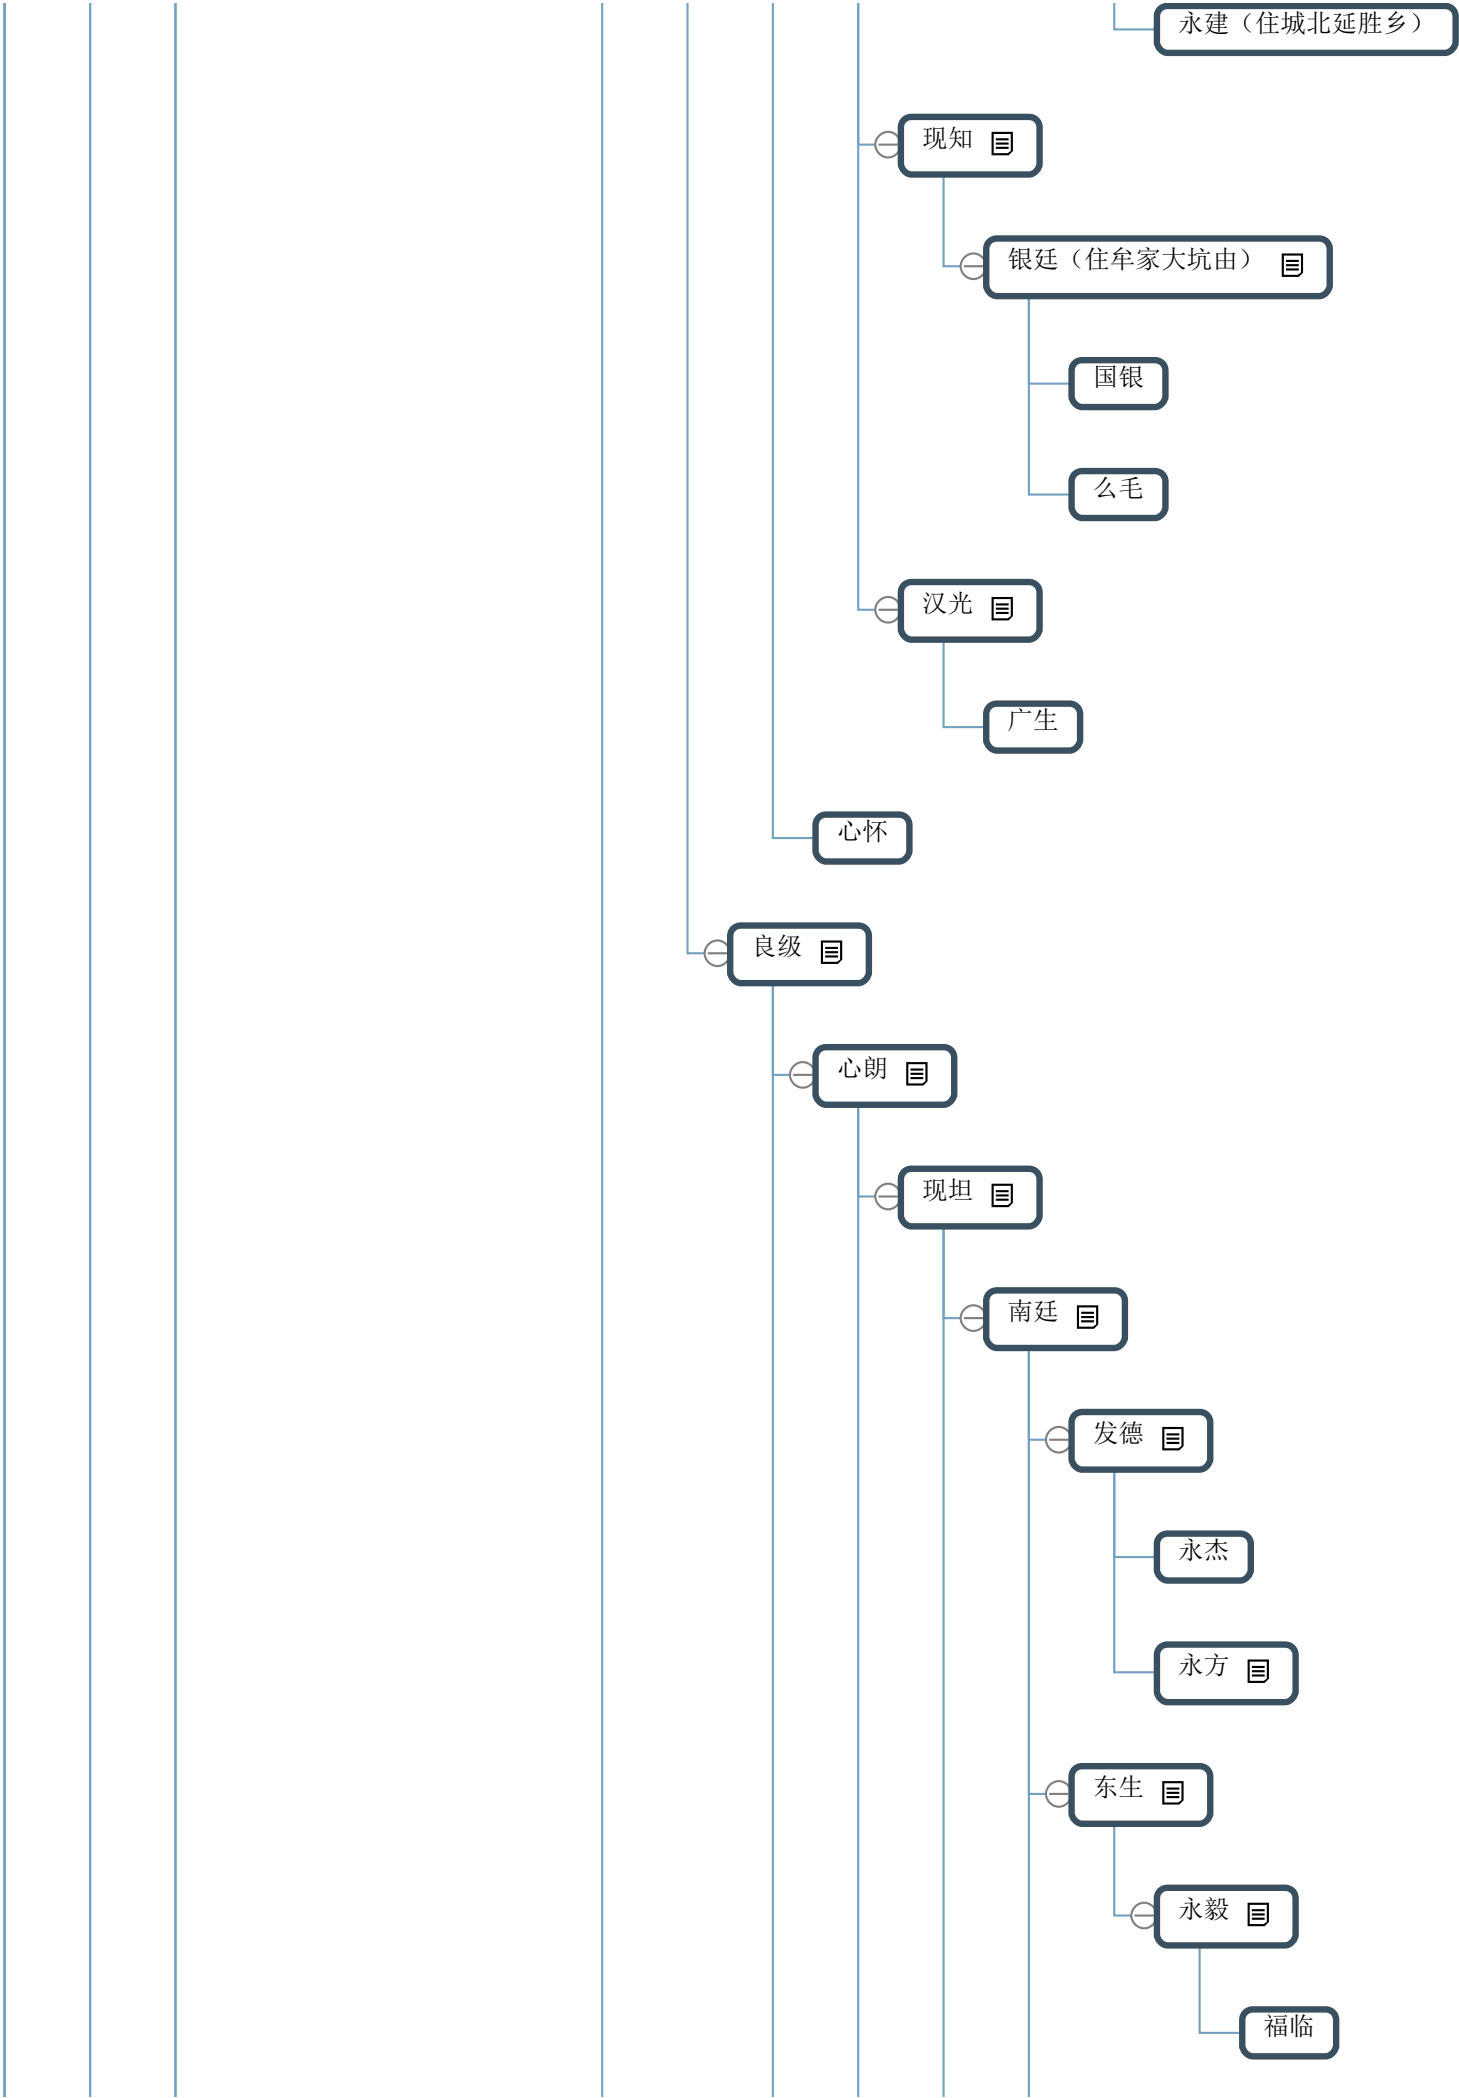 永建（住城北延胜乡）
现知
银廷（住牟家大坑由）
国银
么毛
汉光
广生
心怀
良级
心朗
现坦
南廷
发德
永杰
永方
东生
永毅
福临